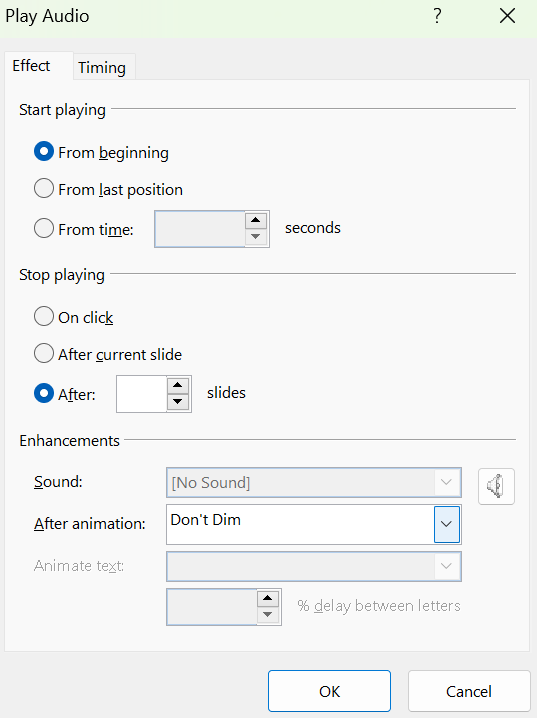 Play Audio ?
Effect Timing
Start playing
From beginning
From last position
From time: seconds
Stop playing
On click
After current slide
After: slides
Enhancements
Sound: [No Sound]
After animation: Don't Dim
Animate text:
% delay between letters
OK Cancel